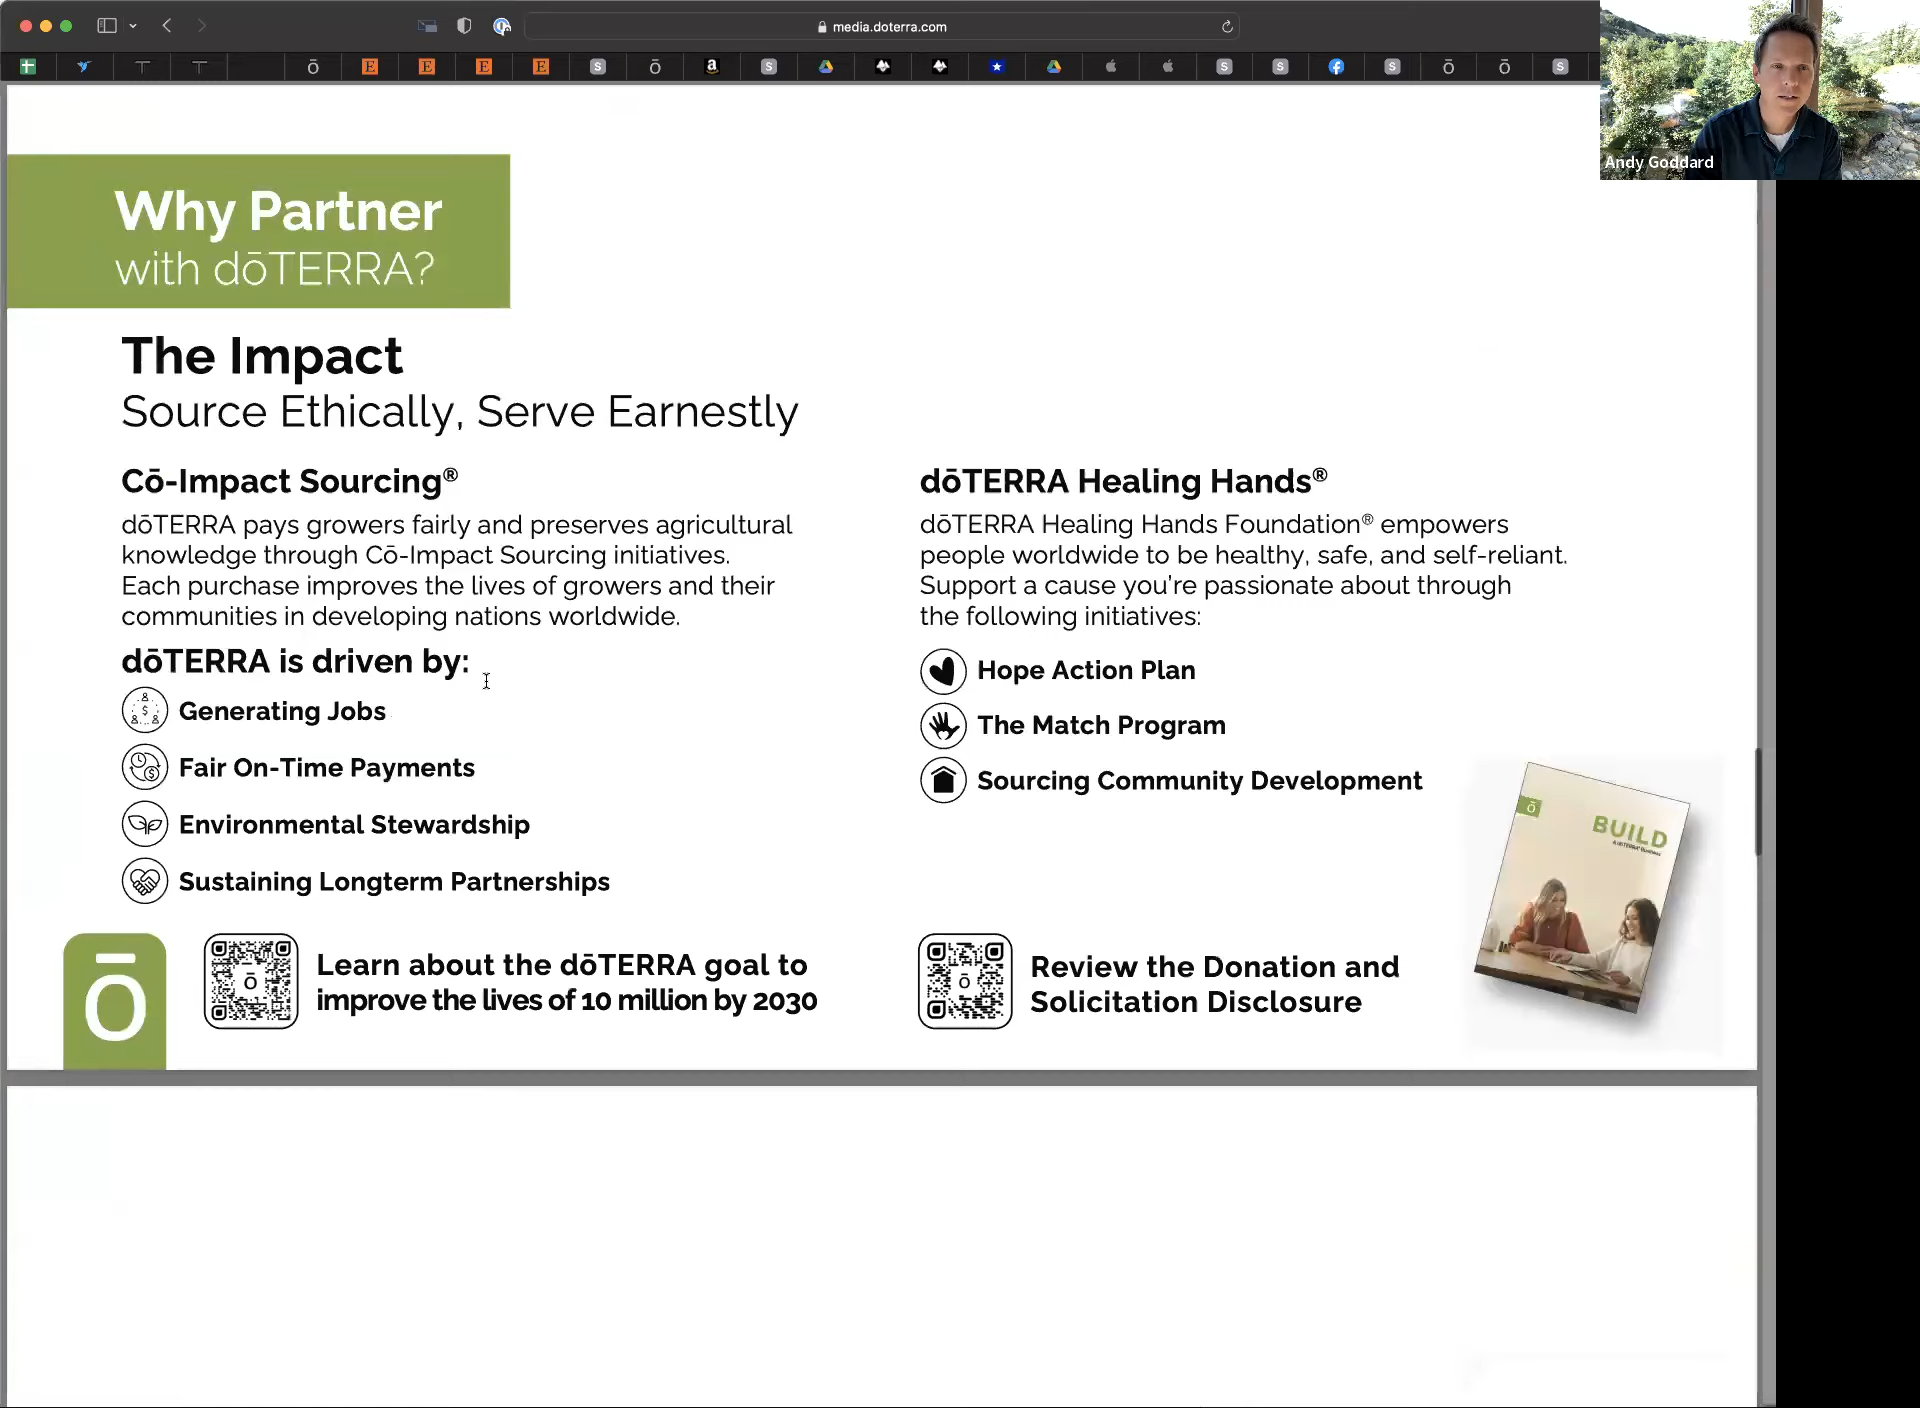 media.doterra.com
Andy Goddard
Why Partner
with dōTERRA?
The Impact
Source Ethically, Serve Earnestly
Cō-Impact Sourcing®
dōTERRA pays growers fairly and preserves agricultural
knowledge through Cō-Impact Sourcing initiatives.
Each purchase improves the lives of growers and their
communities in developing nations worldwide.
dōTERRA is driven by:
Generating Jobs
Fair On-Time Payments
Environmental Stewardship
Sustaining Longterm Partnerships
Learn about the dōTERRA goal to
improve the lives of 10 million by 2030
dōTERRA Healing Hands®
dōTERRA Healing Hands Foundation® empowers
people worldwide to be healthy, safe, and self-reliant.
Support a cause you're passionate about through
the following initiatives:
Hope Action Plan
The Match Program
Sourcing Community Development
Review the Donation and
Solicitation Disclosure
ō
BUILD
A dōTERRA Business
ō